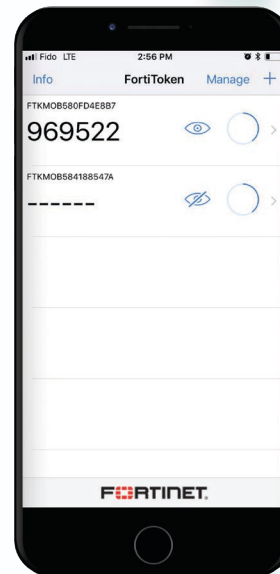 Fido LTE 2:56 PM
Info FortiToken Manage +
FTKMOB580FD4E8B7
969522
FTKMOB584188547A
------
FORTINET